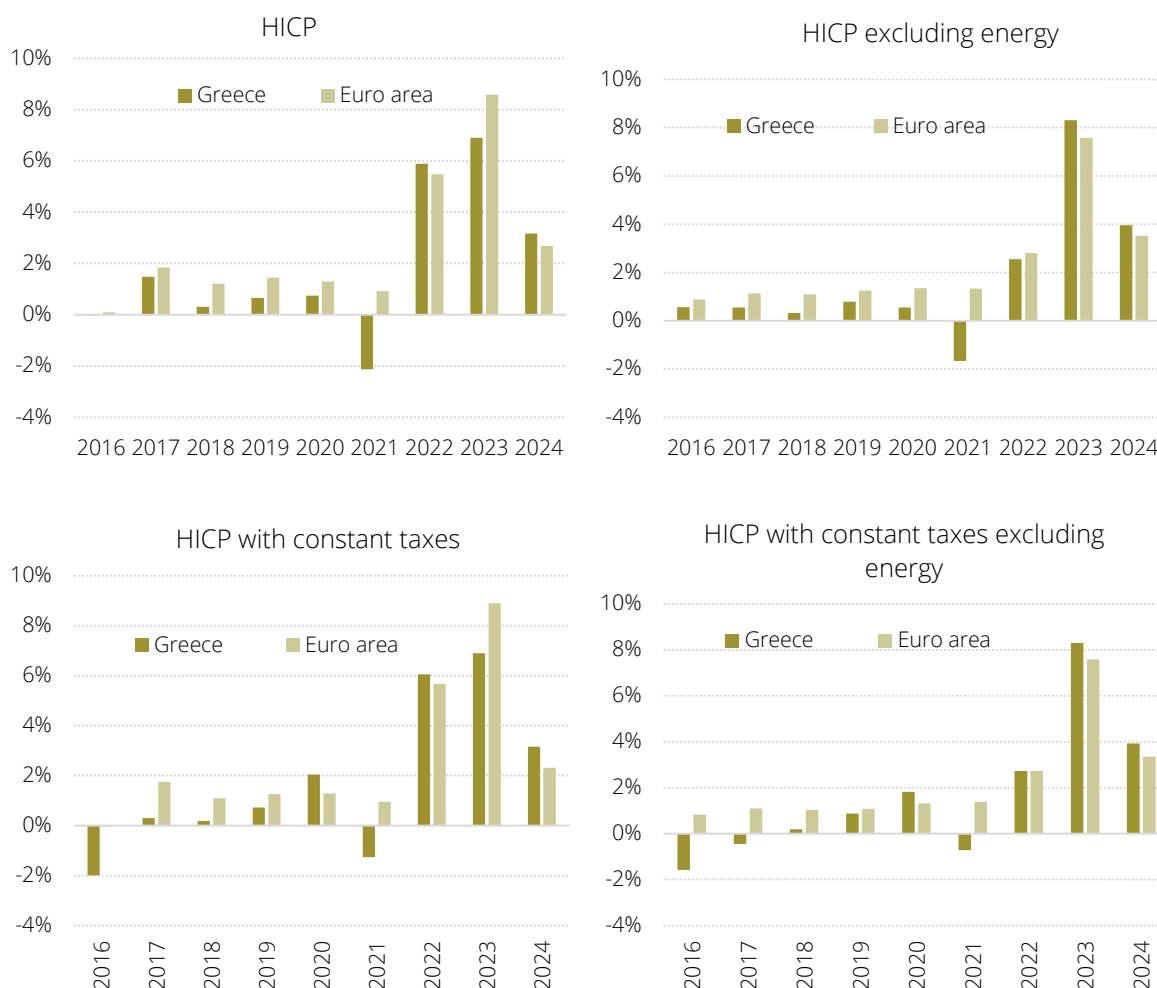 HICP
10%
Greece Euro area
8%
6%
4%
2%
0%
-2%
-4%
2016 2017 2018 2019 2020 2021 2022 2023 2024
HICP excluding energy
10%
8%
Greece Euro area
6%
4%
2%
0%
-2%
-4%
2016 2017 2018 2019 2020 2021 2022 2023 2024
HICP with constant taxes
10%
8%
Greece Euro area
6%
4%
2%
0%
-2%
-4%
2016 2017 2018 2019 2020 2021 2022 2023 2024
HICP with constant taxes excluding
energy
10%
Greece Euro area
8%
6%
4%
2%
0%
-2%
-4%
2016 2017 2018 2019 2020 2021 2022 2023 2024